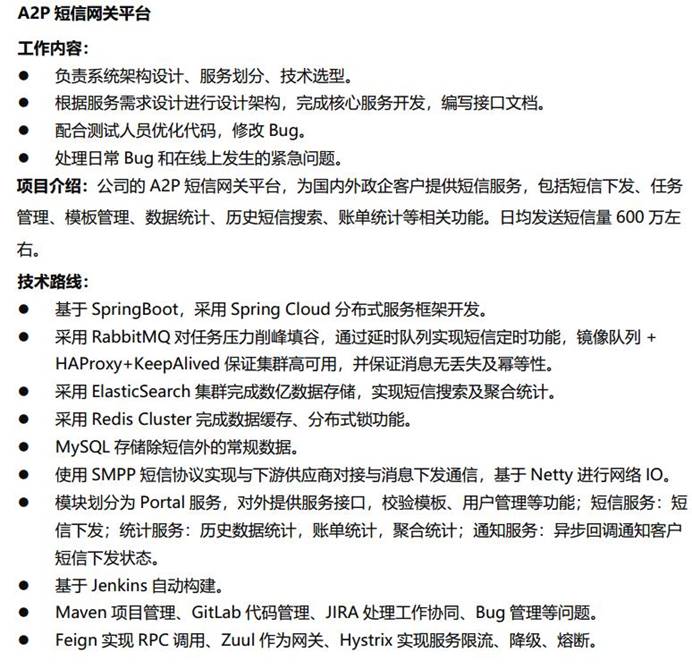 A2P 短信网关平台
工作内容：
● 负责系统架构设计、服务划分、技术选型。
● 根据服务需求设计进行设计架构，完成核心服务开发，编写接口文档。
● 配合测试人员优化代码，修改 Bug。
● 处理日常 Bug 和在线上发生的紧急问题。
项目介绍：公司的 A2P 短信网关平台，为国内外政企客户提供短信服务，包括短信下发、任务
管理、模板管理、数据统计、历史短信搜索、账单统计等相关功能。日均发送短信量 600 万左
右。
技术路线：
● 基于 SpringBoot，采用 Spring Cloud 分布式服务框架开发。
● 采用 RabbitMQ 对任务压力削峰填谷，通过延时队列实现短信定时功能，镜像队列 +
HAProxy+KeepAlived 保证集群高可用，并保证消息无丢失及幂等性。
● 采用 ElasticSearch 集群完成数亿数据存储，实现短信搜索及聚合统计。
● 采用 Redis Cluster 完成数据缓存、分布式锁功能。
● MySQL 存储除短信外的常规数据。
● 使用 SMPP 短信协议实现与下游供应商对接与消息下发通信，基于 Netty 进行网络 IO。
● 模块划分为 Portal 服务，对外提供服务接口，校验模板、用户管理等功能；短信服务：短
信下发；统计服务：历史数据统计，账单统计，聚合统计；通知服务：异步回调通知客户
短信下发状态。
● 基于 Jenkins 自动构建。
● Maven 项目管理、GitLab 代码管理、JIRA 处理工作协同、Bug 管理等问题。
● Feign 实现 RPC 调用、Zuul 作为网关、Hystrix 实现服务限流、降级、熔断。